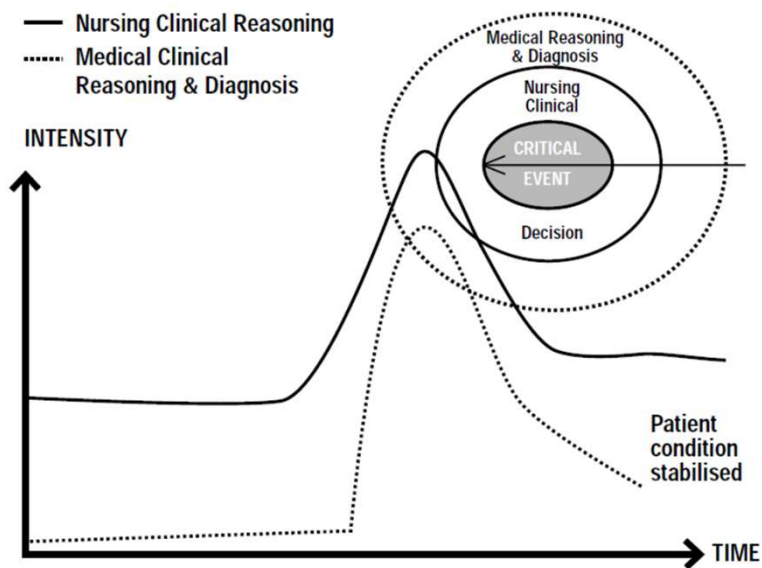 Nursing Clinical Reasoning
Medical Clinical
Reasoning & Diagnosis
INTENSITY
Medical Reasoning
& Diagnosis
Nursing
Clinical
CRITICAL
EVENT
Decision
Patient
condition
stabilised
TIME